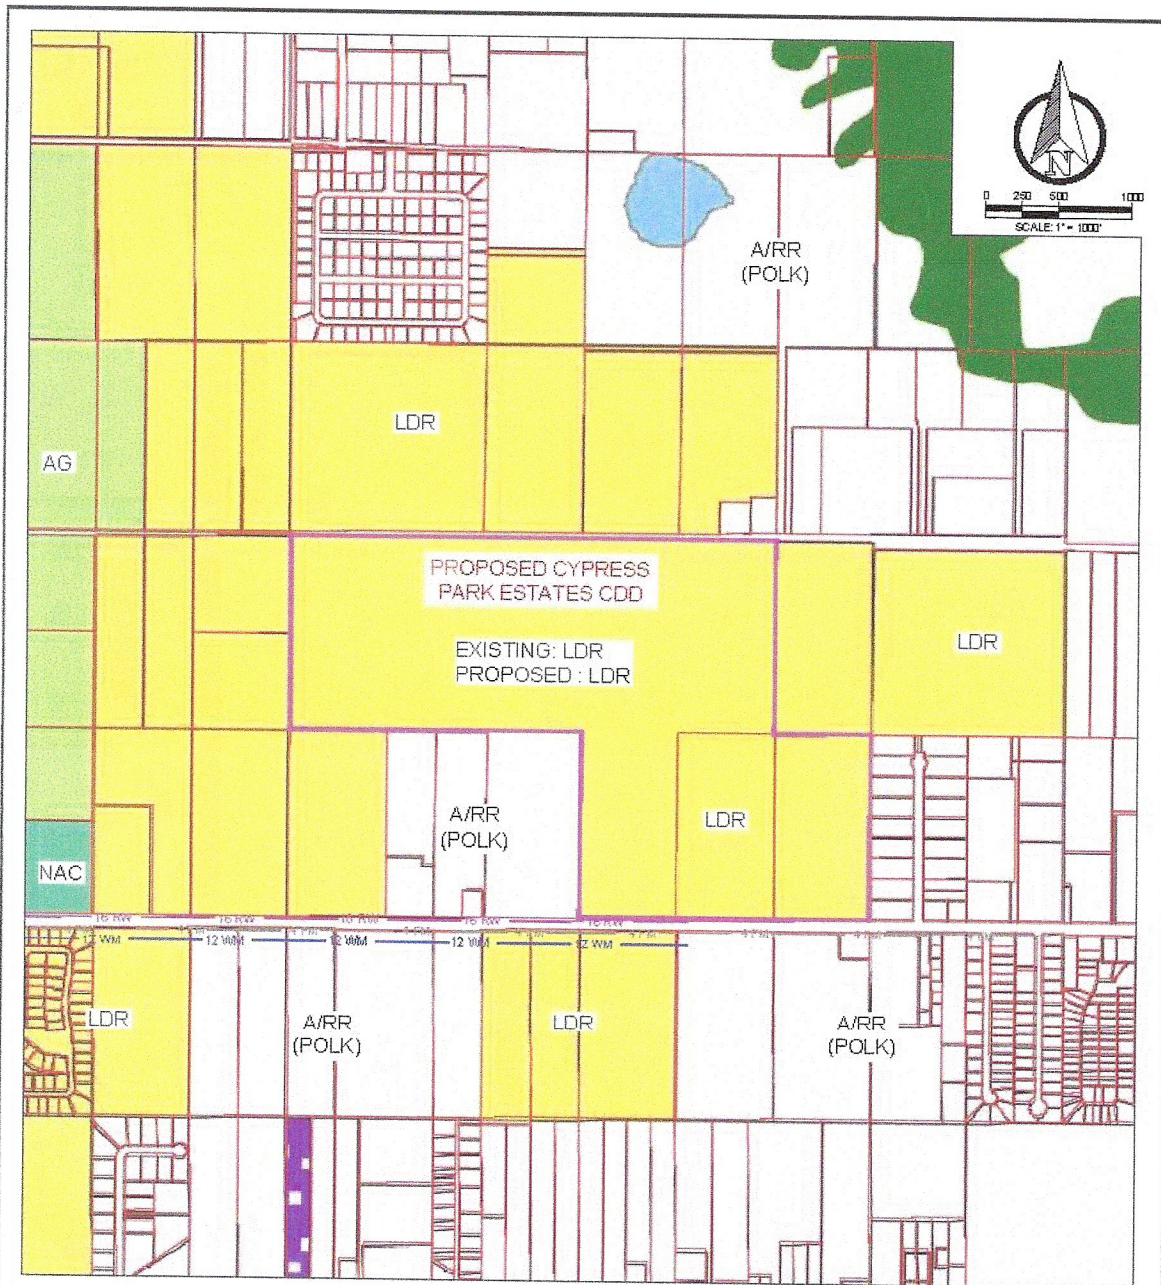 N
0 250 500 1000
SCALE: 1" = 1000'
A/RR
(POLK)
LDR
AG
PROPOSED CYPRESS
PARK ESTATES CDD
EXISTING: LDR
PROPOSED : LDR
LDR
A/RR
(POLK)
LDR
NAC
16 RW 16 RW 16 RW 16 RW 16 RW
12 WM 12 WM 12 WM 12 WM 12 WM
LDR
A/RR
(POLK)
LDR
A/RR
(POLK)